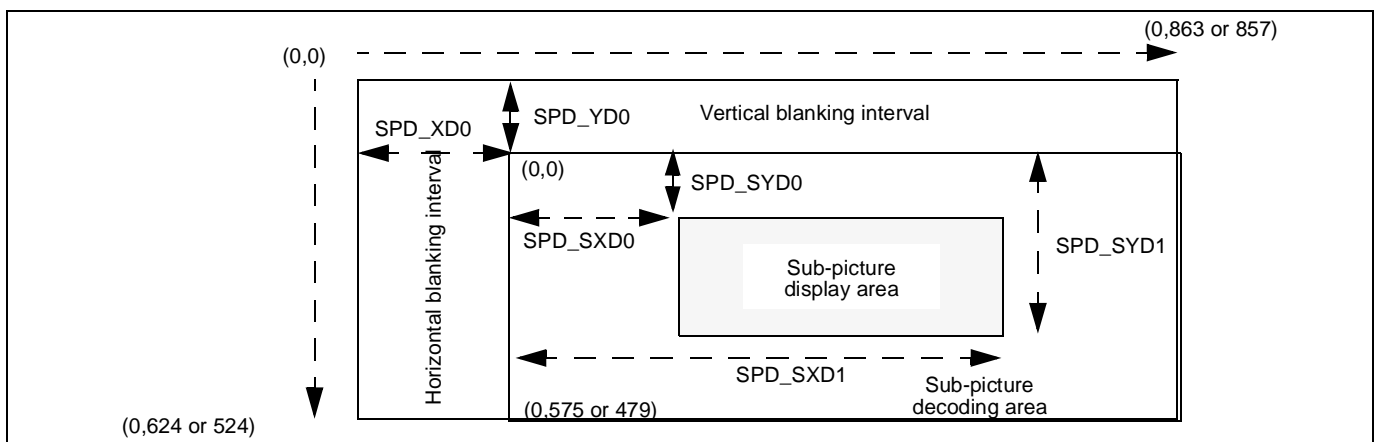 (0,863 or 857)
(0,0)
SPD_YD0
Vertical blanking interval
SPD_XD0
(0,0)
SPD_SYD0
Horizontal blanking interval
SPD_SXD0
SPD_SYD1
Sub-picture
display area
SPD_SXD1
Sub-picture
decoding area
(0,575 or 479)
(0,624 or 524)